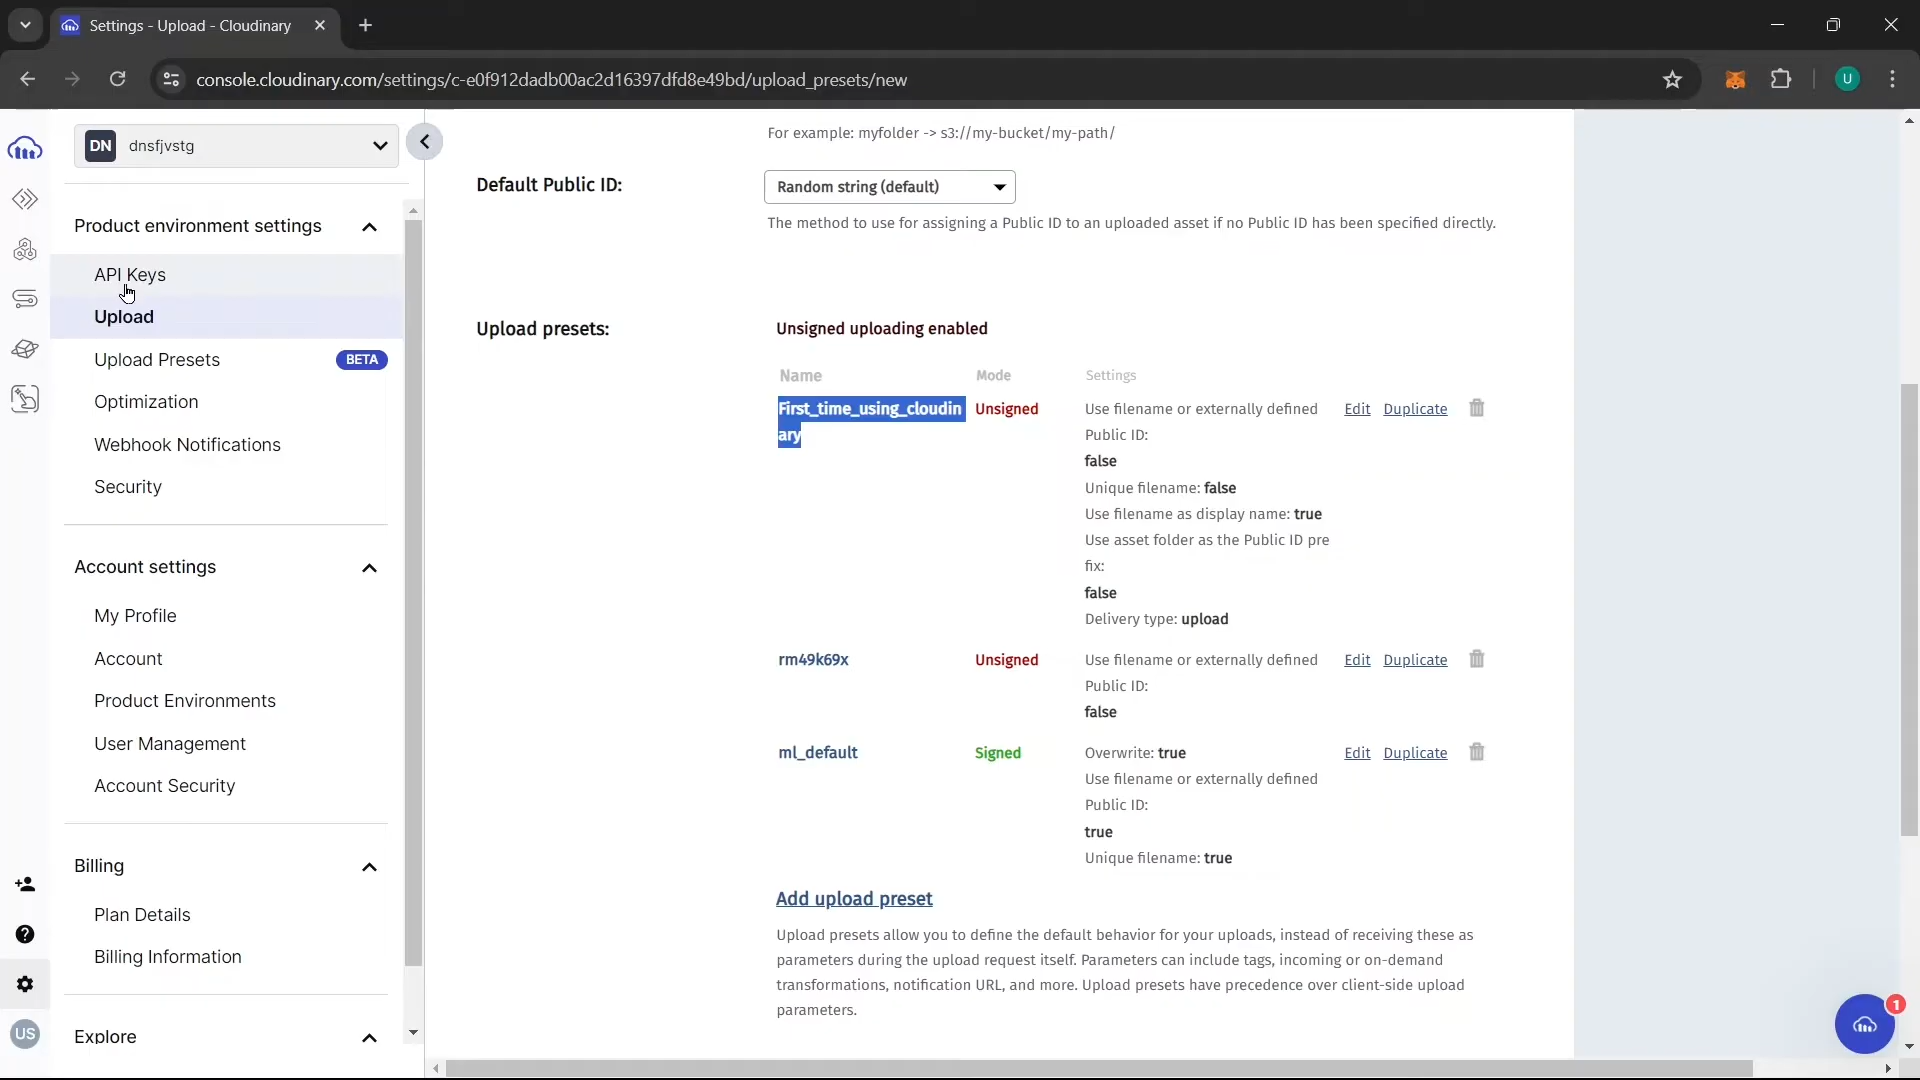 Settings - Upload - Cloudinary
console.cloudinary.com/settings/c-e0f912dadb00ac2d16397dfd8e49bd/upload_presets/new
U
DN dnsfjvstg
Product environment settings
API Keys
Upload
Upload Presets BETA
Optimization
Webhook Notifications
Security
Account settings
My Profile
Account
Product Environments
User Management
Account Security
Billing
Plan Details
Billing Information
Explore
US
For example: myfolder -> s3://my-bucket/my-path/
Default Public ID:
Random string (default)
The method to use for assigning a Public ID to an uploaded asset if no Public ID has been specified directly.
Upload presets:
Unsigned uploading enabled
Name Mode Settings
First_time_using_cloudin Unsigned Use filename or externally defined Edit Duplicate
ary Public ID:
false
Unique filename: false
Use filename as display name: true
Use asset folder as the Public ID pre
fix:
false
Delivery type: upload
rm49k69x Unsigned Use filename or externally defined Edit Duplicate
Public ID:
false
ml_default Signed Overwrite: true Edit Duplicate
Use filename or externally defined
Public ID:
true
Unique filename: true
Add upload preset
Upload presets allow you to define the default behavior for your uploads, instead of receiving these as
parameters during the upload request itself. Parameters can include tags, incoming or on-demand
transformations, notification URL, and more. Upload presets have precedence over client-side upload
parameters.
1